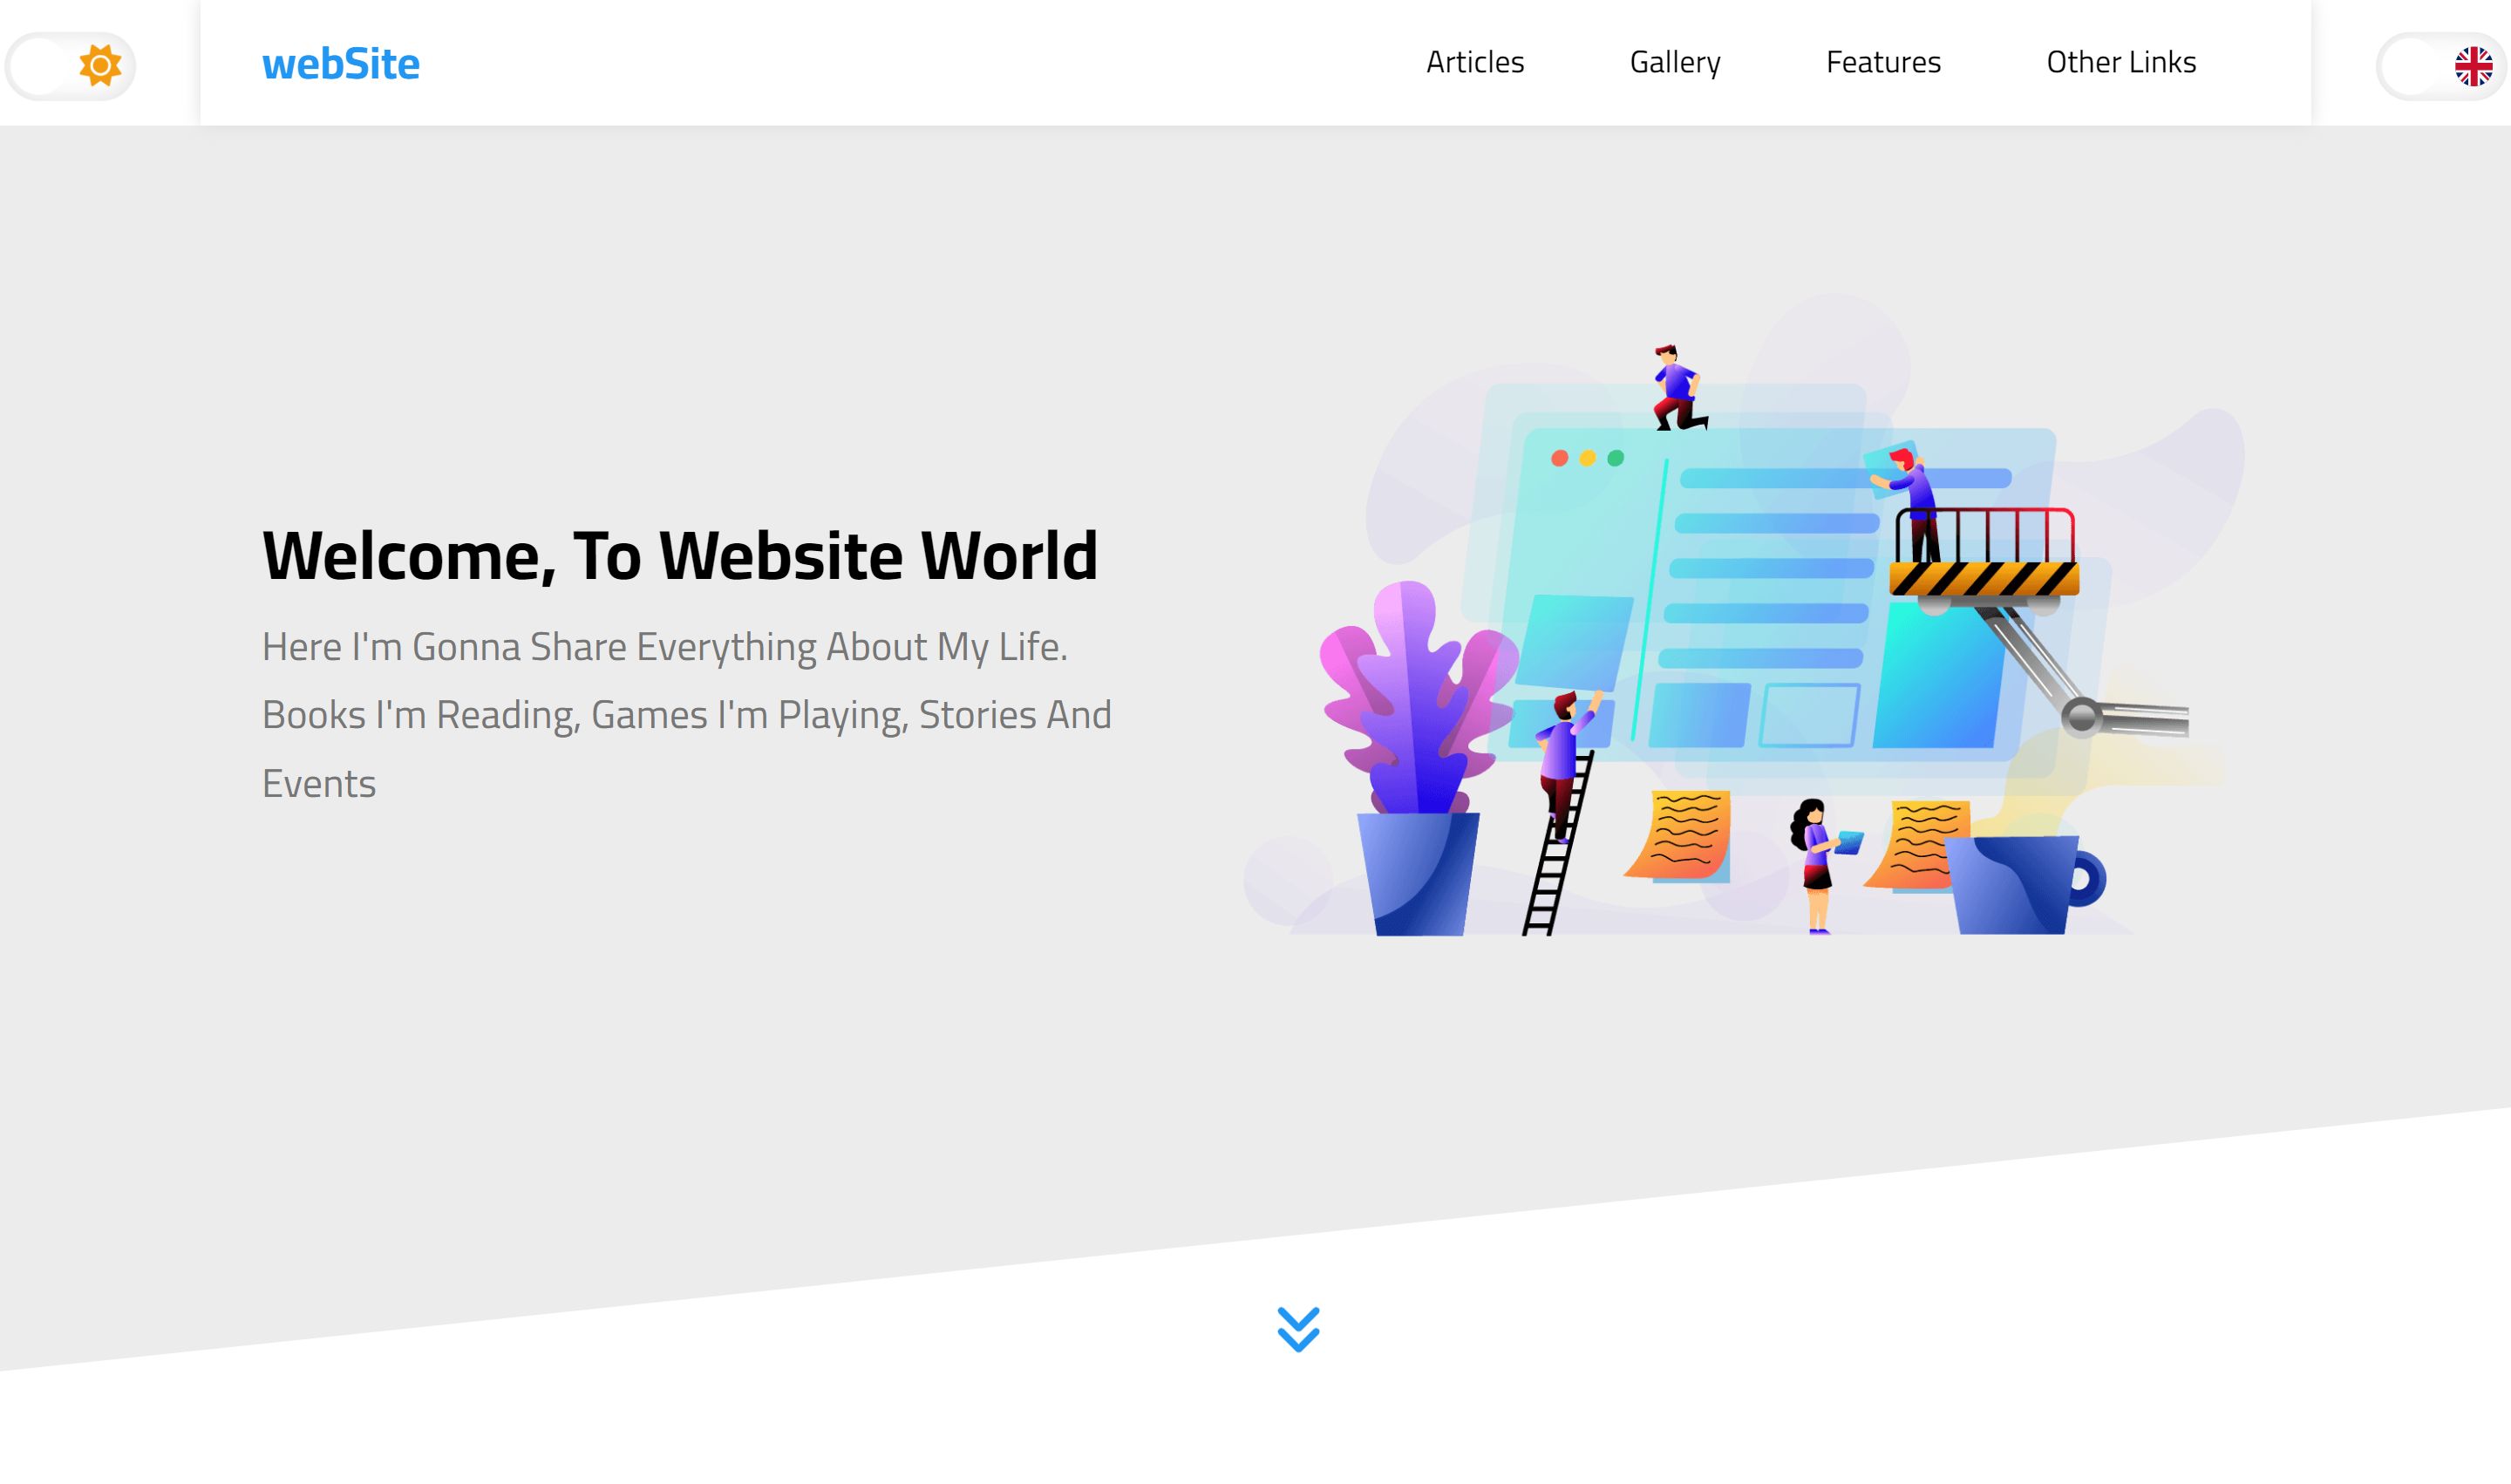 webSite
Articles
Gallery
Features
Other Links
Welcome, To Website World
Here I'm Gonna Share Everything About My Life.
Books I'm Reading, Games I'm Playing, Stories And
Events